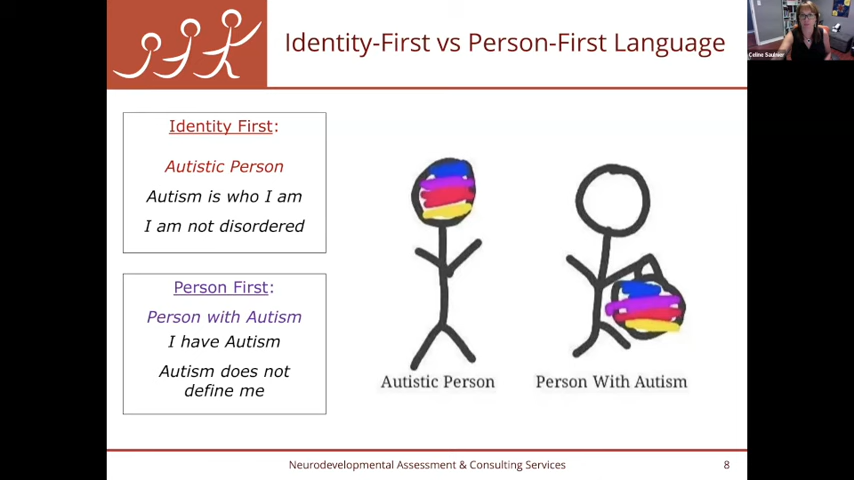 Identity-First vs Person-First Language
Celine Saulnier
Identity First:
Autistic Person
Autism is who I am
I am not disordered
Person First:
Person with Autism
I have Autism
Autism does not
define me
Autistic Person
Person With Autism
Neurodevelopmental Assessment & Consulting Services
8